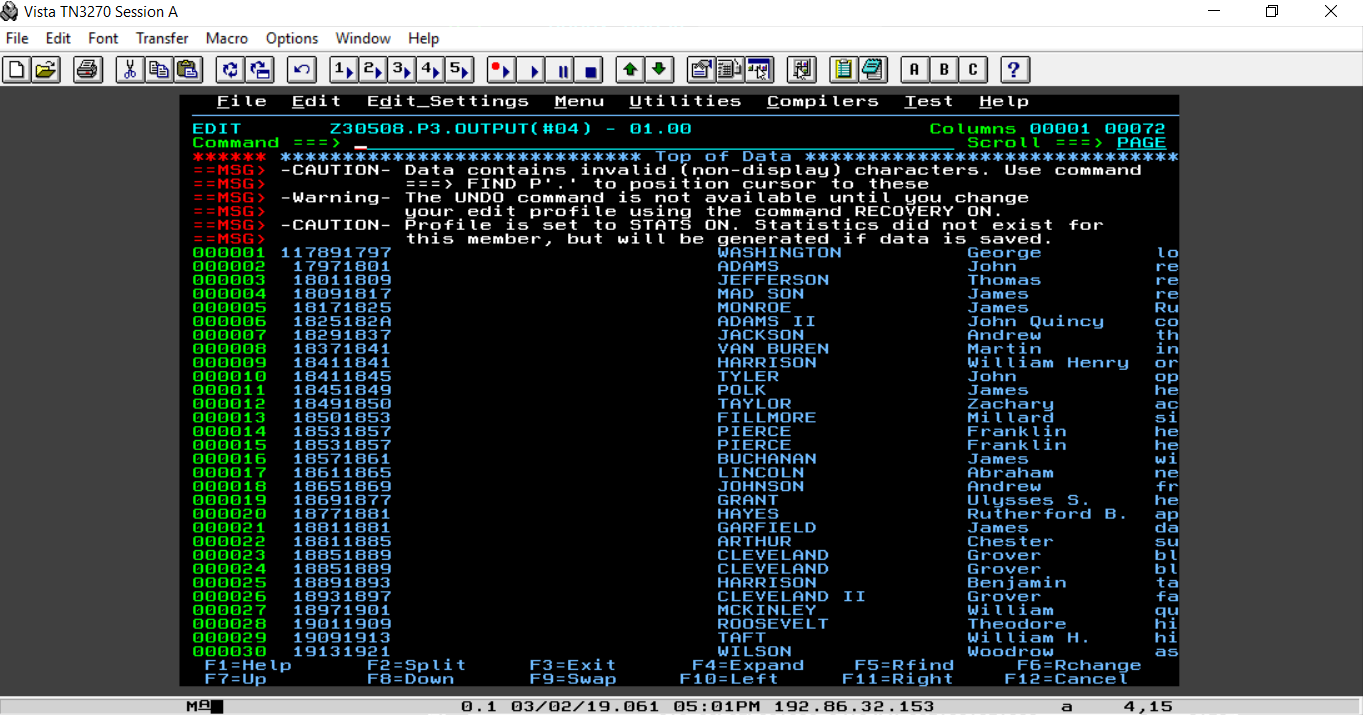 Vista TN3270 Session A
File Edit Font Transfer Macro Options Window Help
1 2 3 4 5 A B C ?
File Edit Edit_Settings Menu Utilities Compilers Test Help
EDIT Z30508.P3.OUTPUT(#04) - 01.00 Columns 00001 00072
Command ===> Scroll ===> PAGE
****** *************************** Top of Data ******************************
==MSG> -CAUTION- Data contains invalid (non-display) characters. Use command
==MSG> ===> FIND P'.' to position cursor to these
==MSG> -Warning- The UNDO command is not available until you change
==MSG> your edit profile using the command RECOVERY ON.
==MSG> -CAUTION- Profile is set to STATS ON. Statistics did not exist for
==MSG> this member, but will be generated if data is saved.
000001 117891797 WASHINGTON George lo
000002 17971801 ADAMS John re
000003 18011809 JEFFERSON Thomas re
000004 18091817 MAD SON James re
000005 18171825 MONROE James Ru
000006 1825182A ADAMS II John Quincy co
000007 18291837 JACKSON Andrew th
000008 18371841 VAN BUREN Martin in
000009 18411841 HARRISON William Henry or
000010 18411845 TYLER John op
000011 18451849 POLK James he
000012 18491850 TAYLOR Zachary ac
000013 18501853 FILLMORE Millard si
000014 18531857 PIERCE Franklin he
000015 18531857 PIERCE Franklin he
000016 18571861 BUCHANAN James wi
000017 18611865 LINCOLN Abraham ne
000018 18651869 JOHNSON Andrew fr
000019 18691877 GRANT Ulysses S. he
000020 18771881 HAYES Rutherford B. ap
000021 18811881 GARFIELD James da
000022 18811885 ARTHUR Chester su
000023 18851889 CLEVELAND Grover bl
000024 18851889 CLEVELAND Grover bl
000025 18891893 HARRISON Benjamin ta
000026 18931897 CLEVELAND II Grover fa
000027 18971901 MCKINLEY William qu
000028 19011909 ROOSEVELT Theodore hi
000029 19091913 TAFT William H. hi
000030 19131921 WILSON Woodrow as
F1=Help F2=Split F3=Exit F4=Expand F5=Rfind F6=Rchange
F7=Up F8=Down F9=Swap F10=Left F11=Right F12=Cancel
MA 0.1 03/02/19.061 05:01PM 192.86.32.153 a 4,15